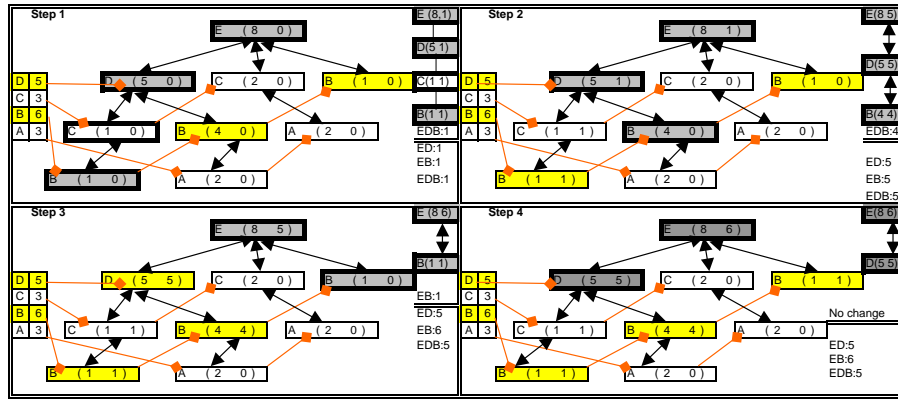 Step 1
E ( 8 0 )
E (8,1)
D ( 5 0 )
C ( 2 0 )
B ( 1 0 )
D(5 1)
C(1 1)
B(1 1)
D 5
C 3
B 6
A 3
C ( 1 0 )
B ( 4 0 )
A ( 2 0 )
B ( 1 0 )
A ( 2 0 )
EDB:1
ED:1
EB:1
EDB:1
Step 2
E ( 8 1 )
E(8 5)
D ( 5 1 )
C ( 2 0 )
B ( 1 0 )
D(5 5)
B(4 4)
D 5
C 3
B 6
A 3
C ( 1 1 )
B ( 4 0 )
A ( 2 0 )
B ( 1 1 )
A ( 2 0 )
EDB:4
ED:5
EB:5
EDB:5
Step 3
E ( 8 5 )
E (8 6)
D ( 5 5 )
C ( 2 0 )
B ( 1 0 )
B(1 1)
D 5
C 3
B 6
A 3
C ( 1 1 )
B ( 4 4 )
A ( 2 0 )
B ( 1 1 )
A ( 2 0 )
EB:1
ED:5
EB:6
EDB:5
Step 4
E ( 8 6 )
E(8 6)
D ( 5 5 )
C ( 2 0 )
B ( 1 1 )
D(5 5)
D 5
C 3
B 6
A 3
C ( 1 1 )
B ( 4 4 )
A ( 2 0 )
B ( 1 1 )
A ( 2 0 )
No change
ED:5
EB:6
EDB:5